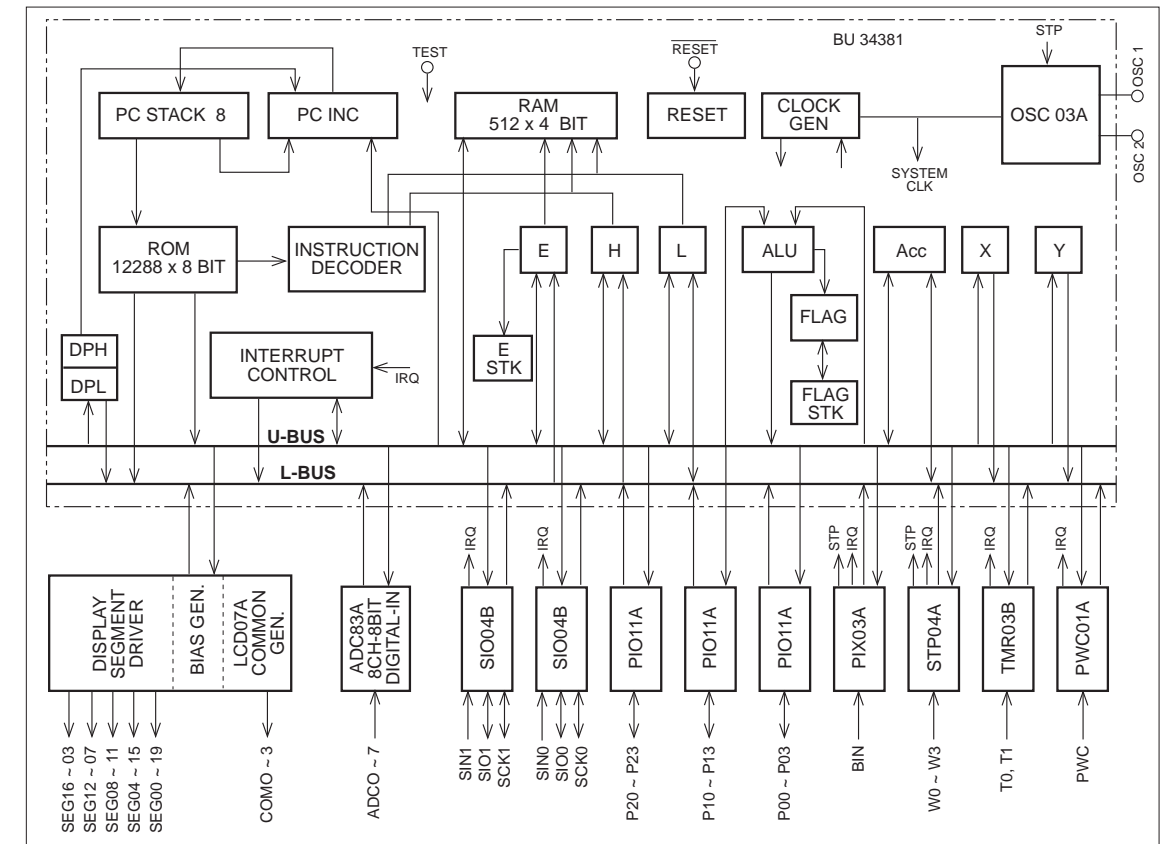 BU 34381
STP
OSC 1
OSC 2
TEST
RESET
PC STACK 8
PC INC
RAM
512 x 4 BIT
RESET
CLOCK
GEN
OSC 03A
SYSTEM
CLK
ROM
12288 x 8 BIT
INSTRUCTION
DECODER
E
H
L
ALU
Acc
X
Y
DPH
DPL
INTERRUPT
CONTROL
IRQ
E
STK
FLAG
FLAG
STK
U-BUS
L-BUS
IRQ
IRQ
STP
IRQ
STP
IRQ
IRQ
IRQ
DISPLAY
SEGMENT
DRIVER
BIAS GEN.
LCD07A
COMMON
GEN.
ADC83A
8CH-8BIT
DIGITAL-IN
SIO04B
SIO04B
PIO11A
PIO11A
PIO11A
PIX03A
STP04A
TMR03B
PWC01A
SEG16 ~ 03
SEG12 ~ 07
SEG08 ~ 11
SEG04 ~ 15
SEG00 ~ 19
COMO ~ 3
ADCO ~ 7
SIN1
SIO1
SCK1
SIN0
SIO0
SCK0
P20 ~ P23
P10 ~ P13
P00 ~ P03
BIN
W0 ~ W3
T0, T1
PWC